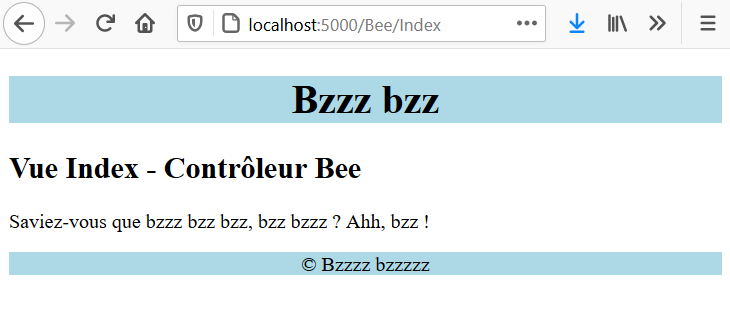 localhost:5000/Bee/Index
Bzzz bzz
Vue Index - Contrôleur Bee
Saviez-vous que bzzz bzz bzz, bzz bzzz ? Ahh, bzz !
© Bzzzz bzzzzz